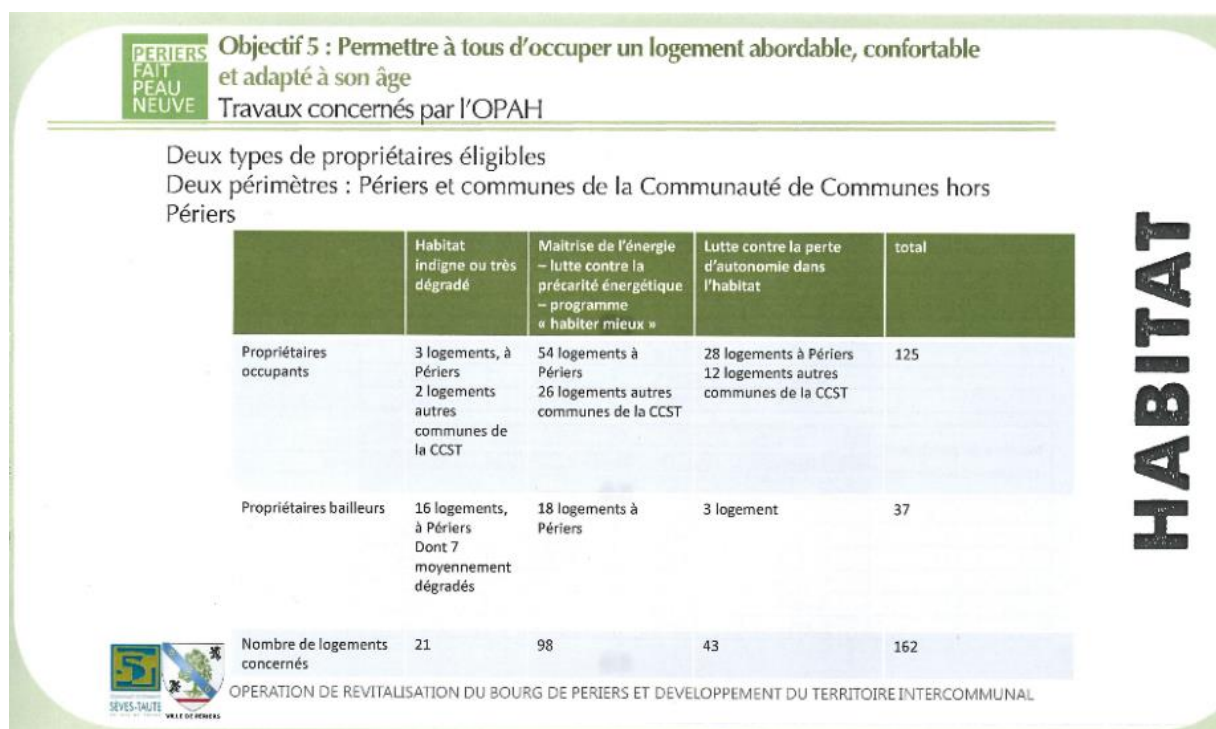 PERIERS
FAIT
PEAU
NEUVE
Objectif 5 : Permettre à tous d'occuper un logement abordable, confortable
et adapté à son âge
Travaux concernés par l'OPAH
Deux types de propriétaires éligibles
Deux périmètres : Périers et communes de la Communauté de Communes hors
Périers
Habitat
indigne ou très
dégradé
Maitrise de l'énergie
– lutte contre la
précarité énergétique
– programme
« habiter mieux »
Lutte contre la perte
d'autonomie dans
l'habitat
total
Propriétaires
occupants
3 logements, à
Périers
2 logements
autres
communes de
la CCST
54 logements à
Périers
26 logements autres
communes de la CCST
28 logements à Périers
12 logements autres
communes de la CCST
125
Propriétaires bailleurs
16 logements,
à Périers
Dont 7
moyennement
dégradés
18 logements à
Périers
3 logement
37
Nombre de logements
concernés
21
98
43
162
HABITAT
SEVES-TAUTE
VILLE DE PERIERS
OPERATION DE REVITALISATION DU BOURG DE PERIERS ET DEVELOPPEMENT DU TERRITOIRE INTERCOMMUNAL